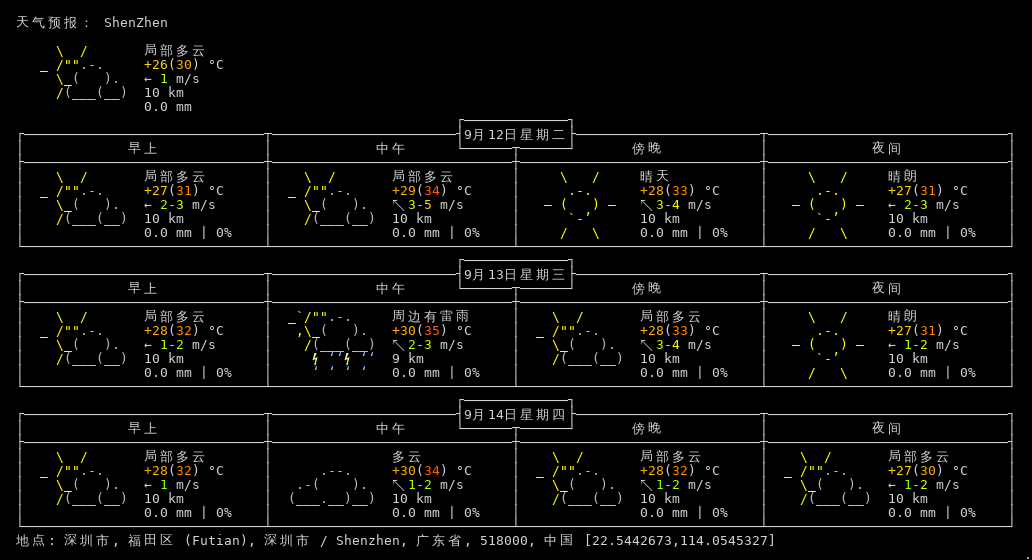 天气预报： ShenZhen
局部多云
+26(30) °C
← 1 m/s
10 km
0.0 mm
9月12日星期二
早上 中午 傍晚 夜间
局部多云 局部多云 晴天 晴朗
+27(31) °C +29(34) °C +28(33) °C +27(31) °C
← 2-3 m/s ↖ 3-5 m/s ↖ 3-4 m/s ← 2-3 m/s
10 km 10 km 10 km 10 km
0.0 mm | 0% 0.0 mm | 0% 0.0 mm | 0% 0.0 mm | 0%
9月13日星期三
早上 中午 傍晚 夜间
局部多云 周边有雷雨 局部多云 晴朗
+28(32) °C +30(35) °C +28(33) °C +27(31) °C
← 1-2 m/s ↖ 2-3 m/s ↖ 3-4 m/s ← 1-2 m/s
10 km 9 km 10 km 10 km
0.0 mm | 0% 0.0 mm | 0% 0.0 mm | 0% 0.0 mm | 0%
9月14日星期四
早上 中午 傍晚 夜间
局部多云 多云 局部多云 局部多云
+28(32) °C +30(34) °C +28(32) °C +27(30) °C
← 1 m/s ↖ 1-2 m/s ↖ 1-2 m/s ← 1-2 m/s
10 km 10 km 10 km 10 km
0.0 mm | 0% 0.0 mm | 0% 0.0 mm | 0% 0.0 mm | 0%
地点: 深圳市, 福田区 (Futian), 深圳市 / Shenzhen, 广东省, 518000, 中国 [22.5442673,114.0545327]